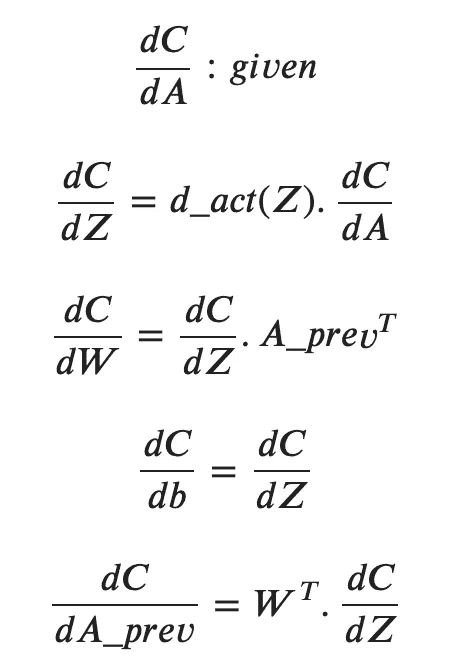 dC/dA : given
dC/dZ = d_act(Z). dC/dA
dC/dW = dC/dZ . A_prev^T
dC/db = dC/dZ
dC/dA_prev = W^T . dC/dZ